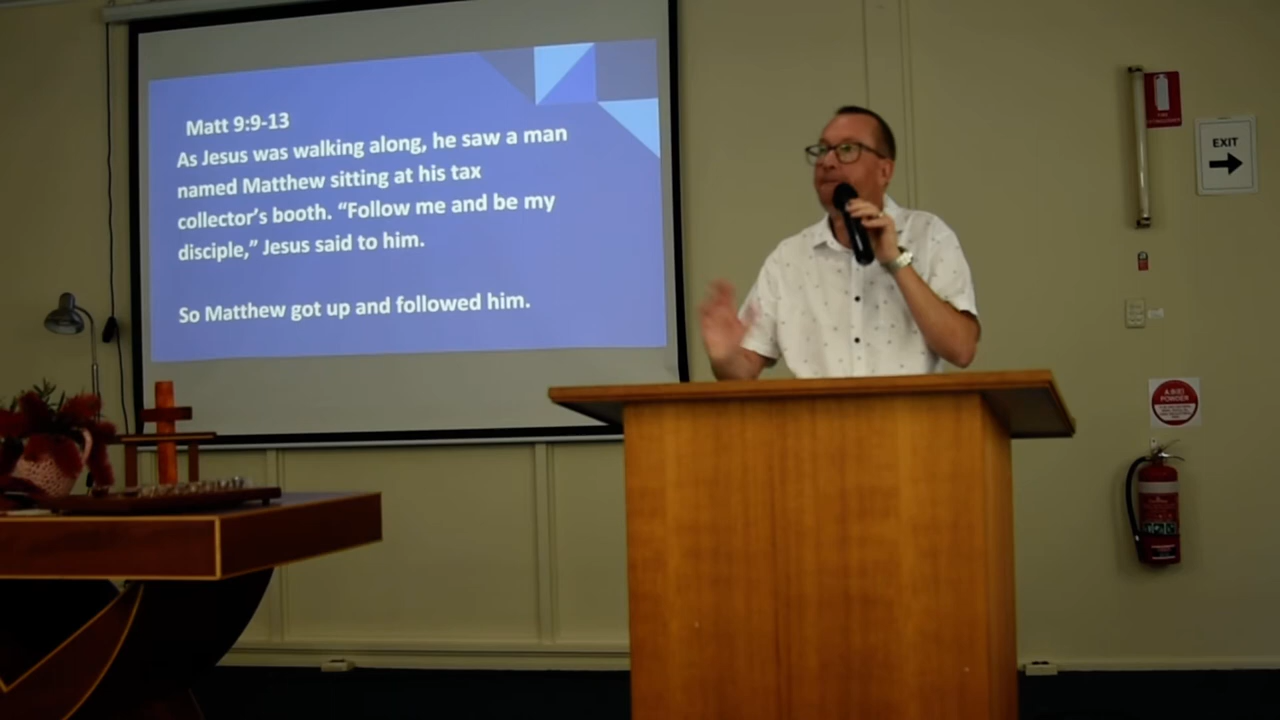 Matt 9:9-13
As Jesus was walking along, he saw a man
named Matthew sitting at his tax
collector's booth. “Follow me and be my
disciple,” Jesus said to him.
So Matthew got up and followed him.
EXIT
FIRE
A:B(E)
POWDER